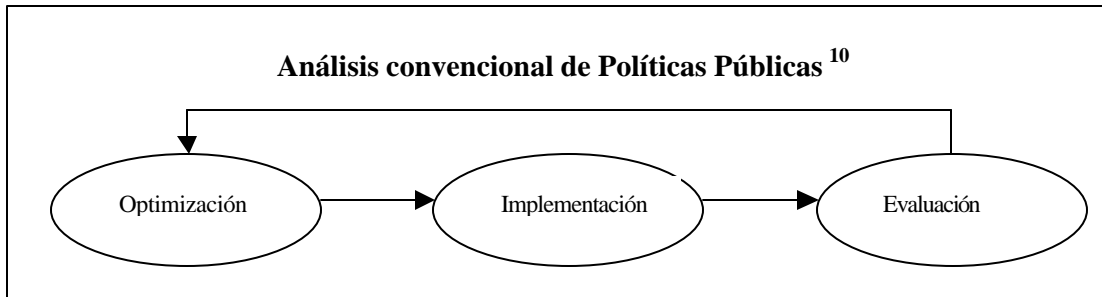 Análisis convencional de Políticas Públicas ¹⁰
Optimización
Implementación
Evaluación